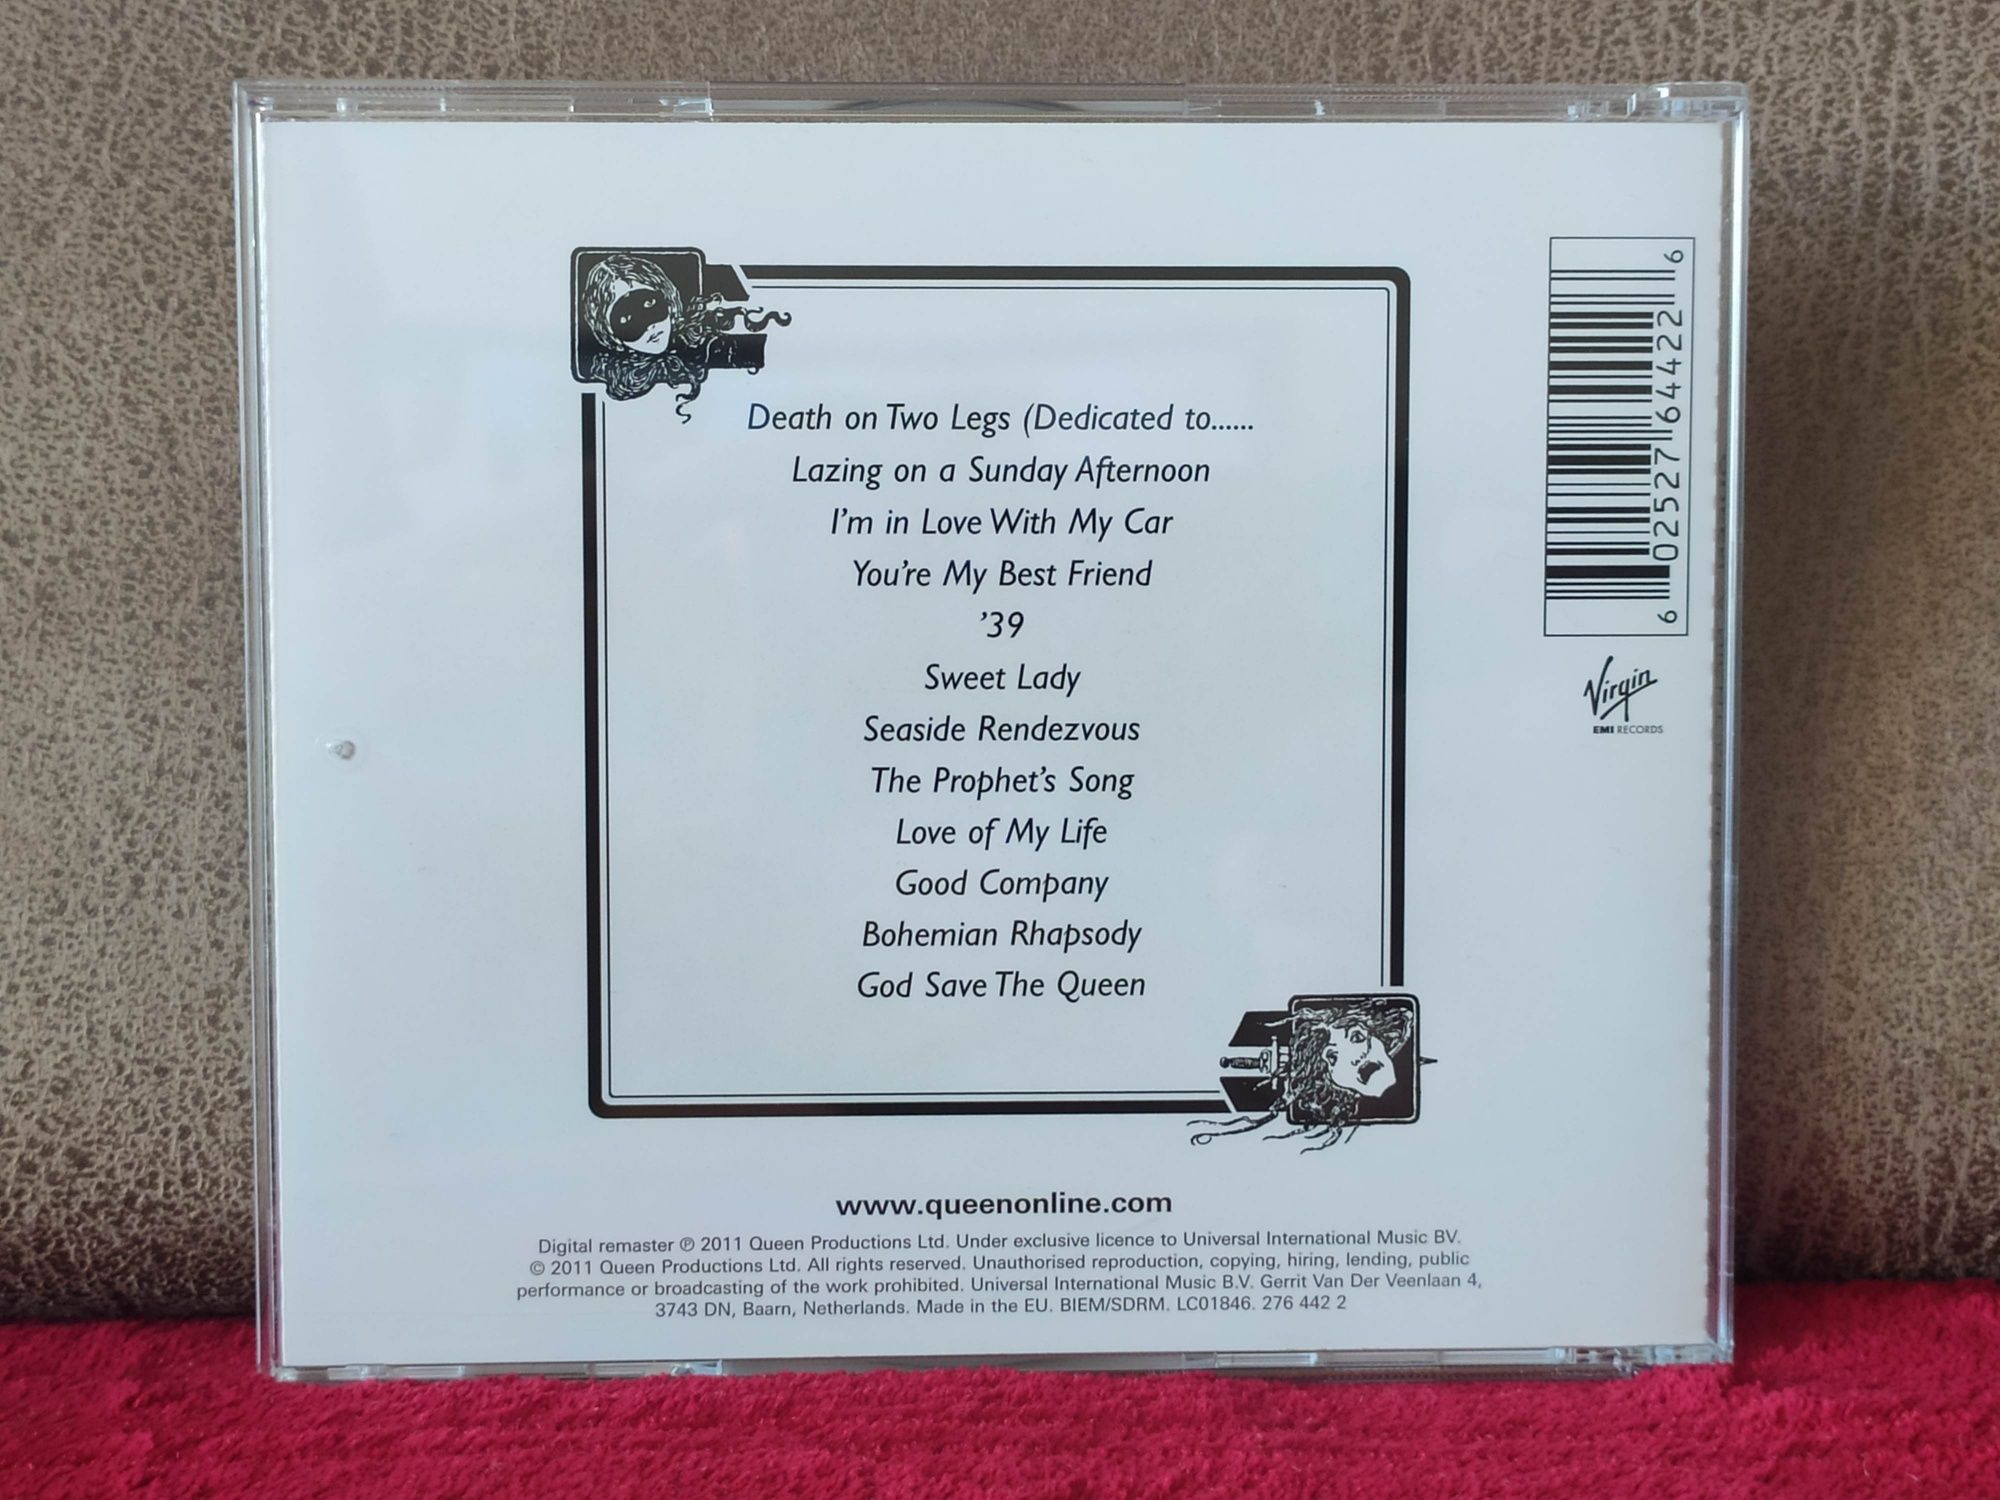 Death on Two Legs (Dedicated to......
Lazing on a Sunday Afternoon
I'm in Love With My Car
You're My Best Friend
'39
Sweet Lady
Seaside Rendezvous
The Prophet's Song
Love of My Life
Good Company
Bohemian Rhapsody
God Save The Queen
6 02527 64422 6
Virgin
EMI RECORDS
www.queenonline.com
Digital remaster ℗ 2011 Queen Productions Ltd. Under exclusive licence to Universal International Music BV.
© 2011 Queen Productions Ltd. All rights reserved. Unauthorised reproduction, copying, hiring, lending, public
performance or broadcasting of the work prohibited. Universal International Music B.V. Gerrit Van Der Veenlaan 4,
3743 DN, Baarn, Netherlands. Made in the EU. BIEM/SDRM. LC01846. 276 442 2